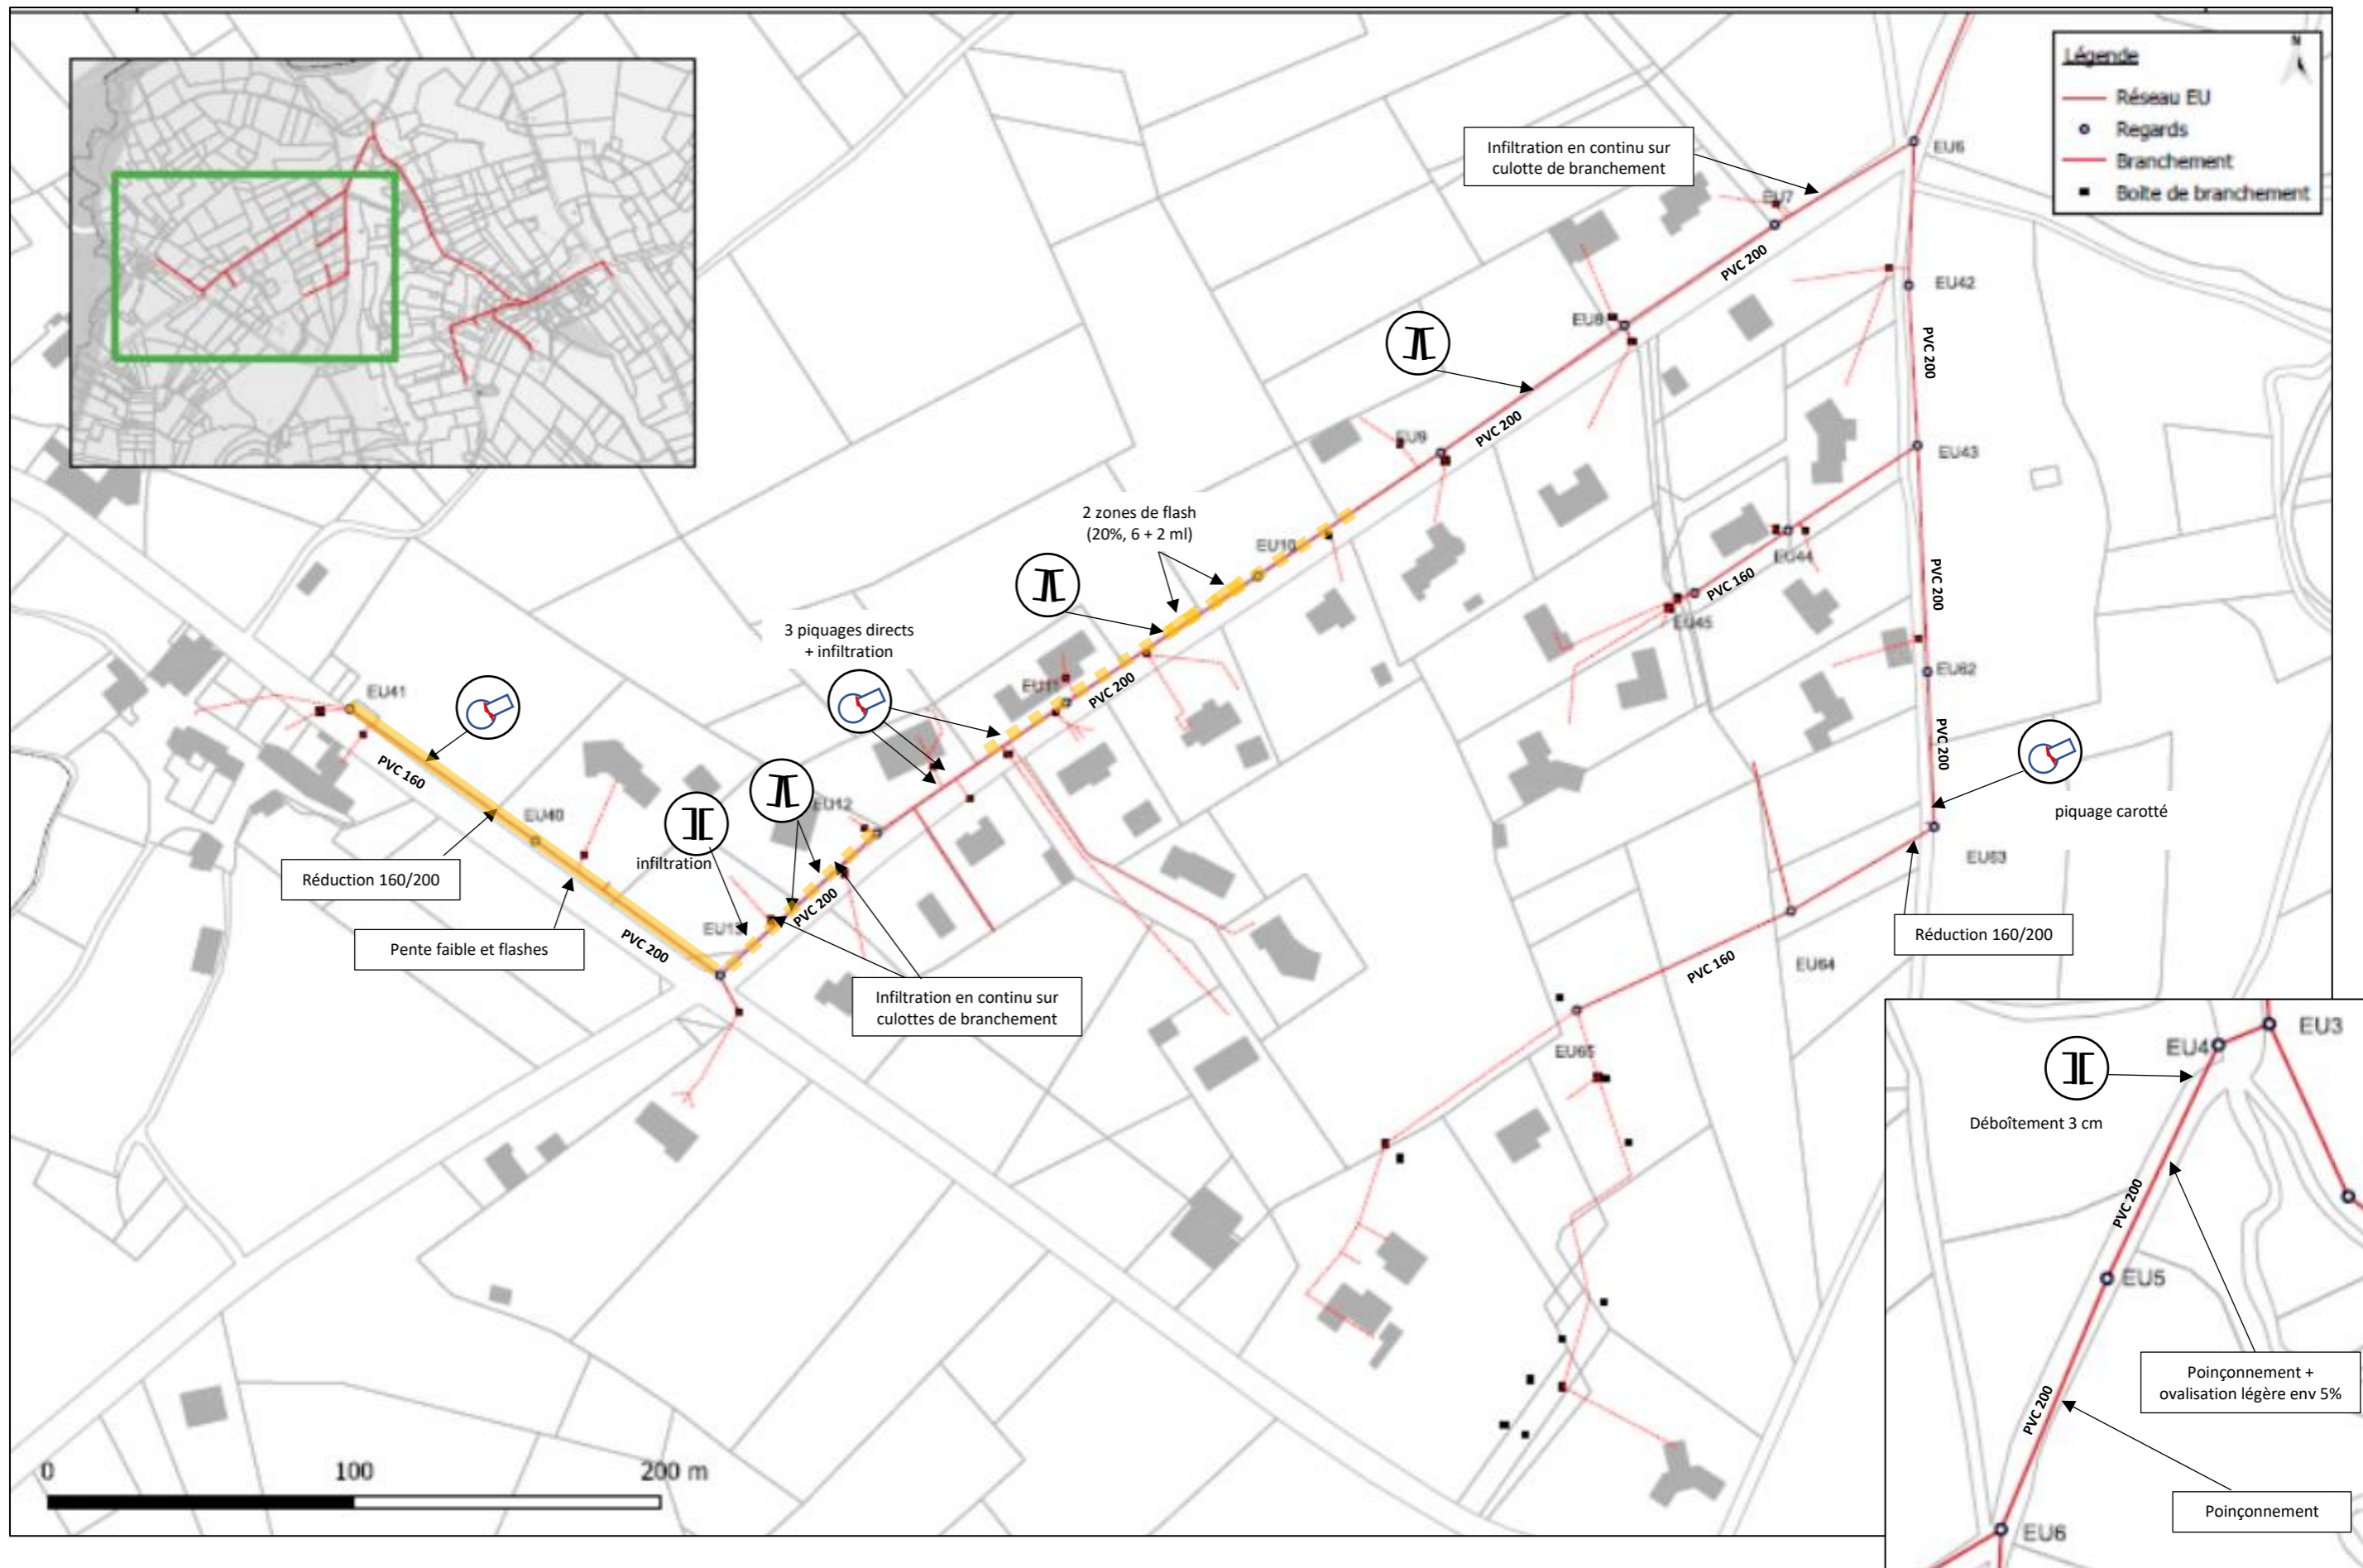 Légende
N
Réseau EU
Regards
Branchement
Boite de branchement
Infiltration en continu sur
culotte de branchement
EU6
EU7
PVC 200
EU42
EU8
PVC 200
EU9
PVC 200
EU43
2 zones de flash
(20%, 6 + 2 ml)
EU10
EU44
PVC 160
PVC 200
EU45
3 piquages directs
+ infiltration
EU62
EU11
PVC 200
EU41
PVC 200
PVC 160
piquage carotté
EU12
EU40
infiltration
EU63
Réduction 160/200
PVC 200
EU13
Réduction 160/200
Pente faible et flashes
PVC 200
PVC 160
EU64
Infiltration en continu sur
culottes de branchement
EU65
EU3
EU4
Déboîtement 3 cm
PVC 200
EU5
Poinçonnement +
ovalisation légère env 5%
PVC 200
Poinçonnement
EU6
0
100
200 m